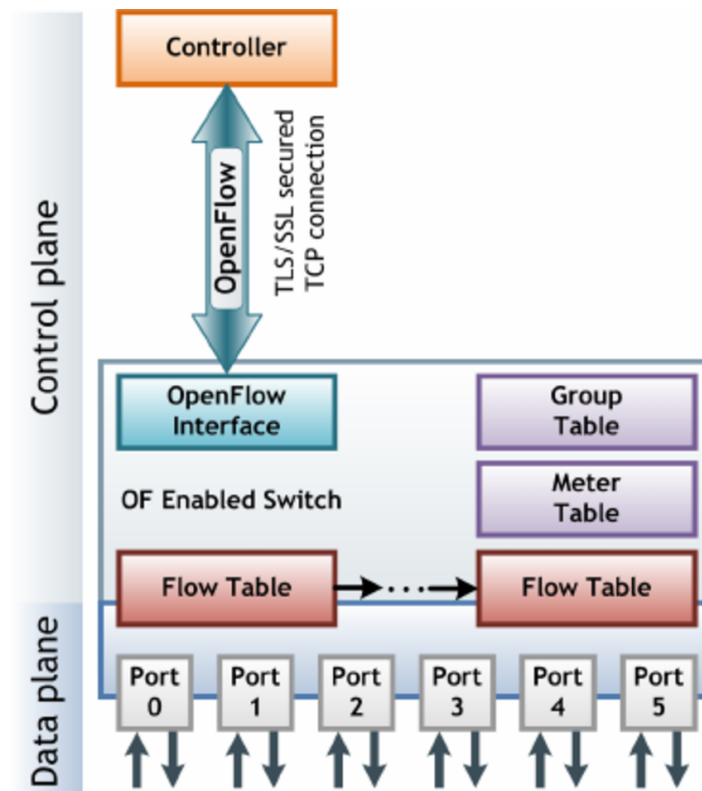 Controller
OpenFlow
TLS/SSL secured
TCP connection
Control plane
OpenFlow
Interface
Group
Table
OF Enabled Switch
Meter
Table
Flow Table
...
Flow Table
Data plane
Port
0
Port
1
Port
2
Port
3
Port
4
Port
5